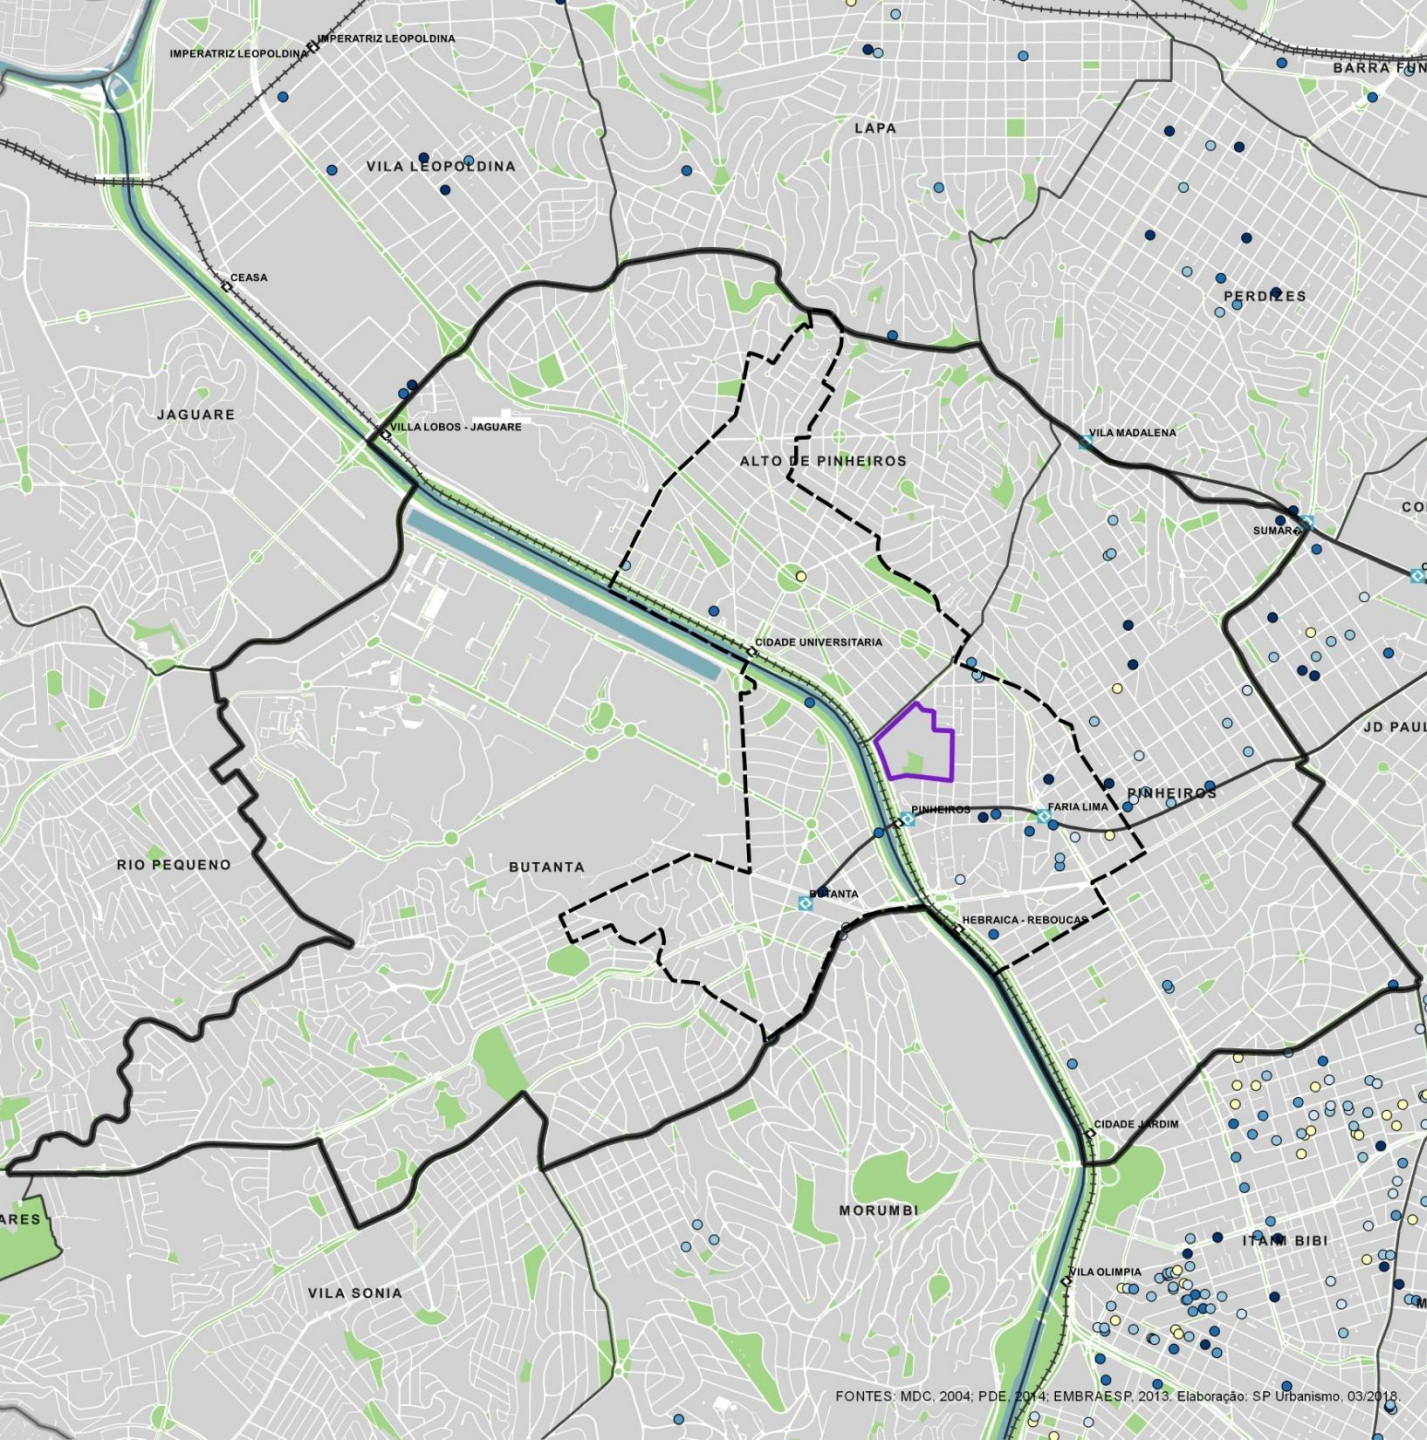 IMPERATRIZ LEOPOLDINA
IMPERATRIZ LEOPOLDINA
BARRA FUN
LAPA
VILA LEOPOLDINA
CEASA
PERDIZES
JAGUARE
VILLA LOBOS - JAGUARE
VILA MADALENA
ALTO DE PINHEIROS
SUMARÉ
CIDADE UNIVERSITARIA
JD PAUL
PINHEIROS
PINHEIROS
FARIA LIMA
RIO PEQUENO
BUTANTA
BUTANTA
HEBRAICA - REBOUCAS
CIDADE JARDIM
ARES
MORUMBI
ITAIM BIBI
VILA OLIMPIA
VILA SONIA
FONTES: MDC, 2004; PDE, 2014; EMBRAESP, 2013. Elaboração: SP Urbanismo, 03/2018.